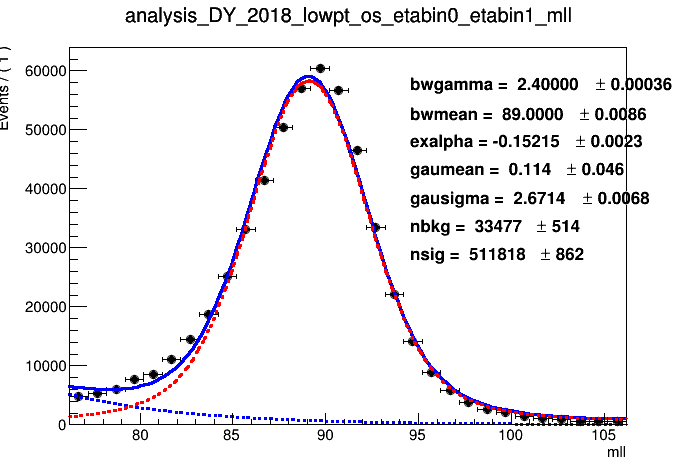 analysis_DY_2018_lowpt_os_etabin0_etabin1_mll
Events / ( 1 )
60000
50000
40000
30000
20000
10000
0
bwgamma = 2.40000 ± 0.00036
bwmean = 89.0000 ± 0.0086
exalpha = -0.15215 ± 0.0023
gaumean = 0.114 ± 0.046
gausigma = 2.6714 ± 0.0068
nbkg = 33477 ± 514
nsig = 511818 ± 862
80 85 90 95 100 105
mll